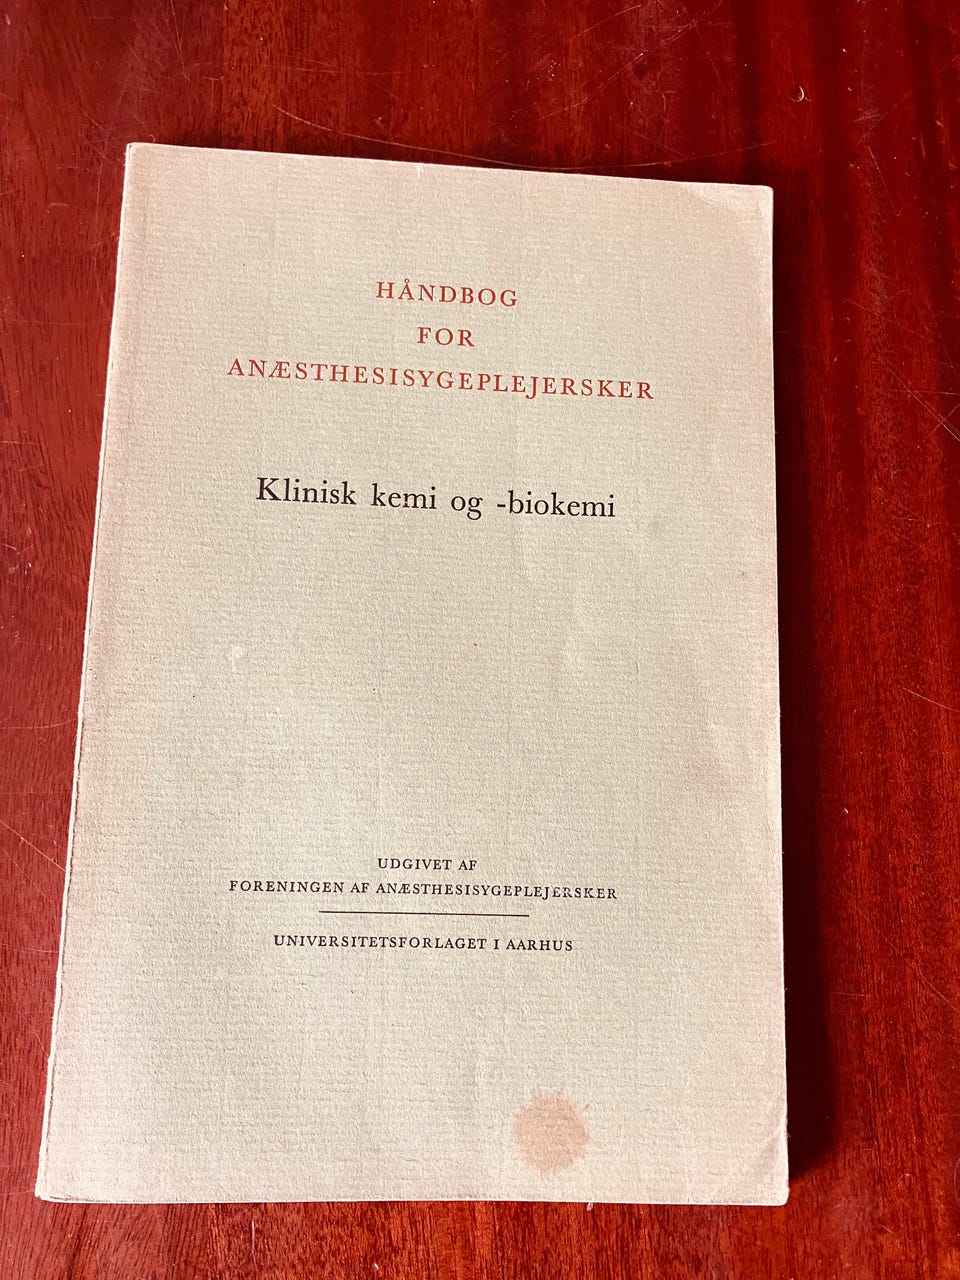 HÅNDBOG
FOR
ANÆSTHESISYGEPLEJERSKER
Klinisk kemi og -biokemi
UDGIVET AF
FORENINGEN AF ANÆSTHESISYGEPLEJERSKER
UNIVERSITETSFORLAGET I AARHUS